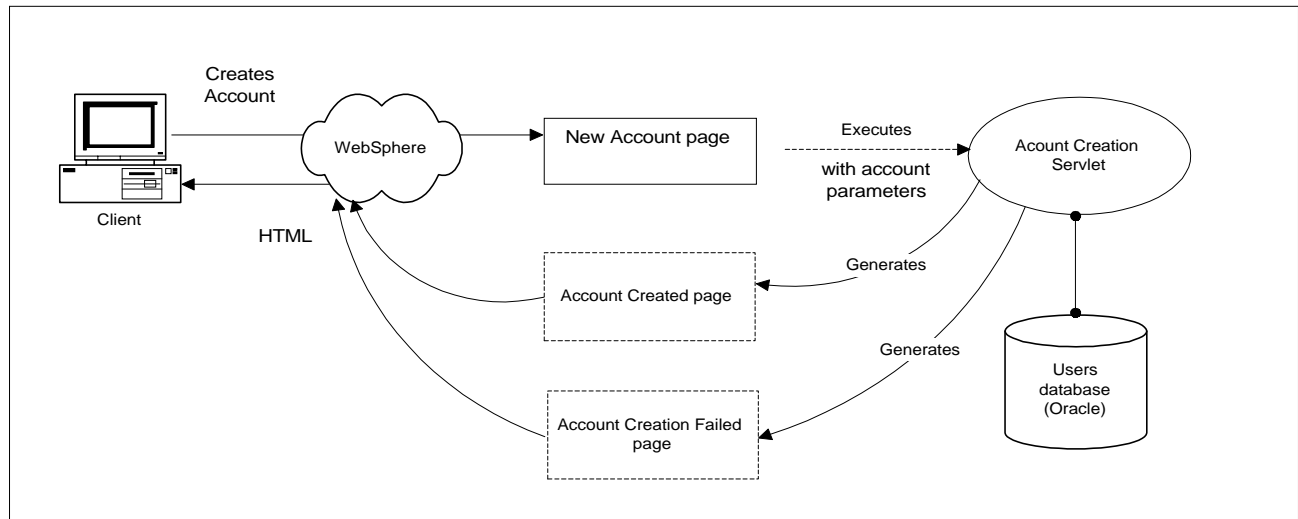 Creates
Account
WebSphere
New Account page
Executes
with account
parameters
Acount Creation
Servlet
Client
HTML
Generates
Account Created page
Generates
Account Creation Failed
page
Users
database
(Oracle)